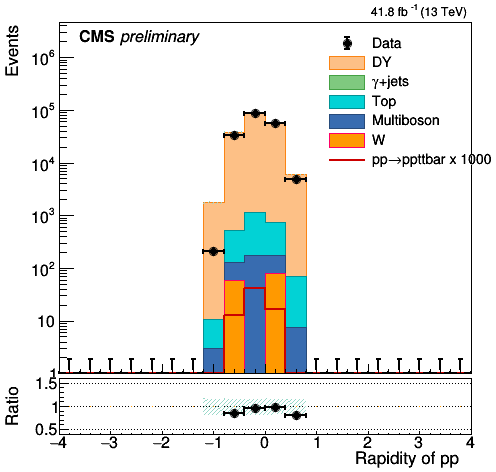 41.8 fb⁻¹ (13 TeV)
CMS preliminary
Events
Data
DY
γ+jets
Top
Multiboson
W
pp→ppttbar x 1000
10⁶
10⁵
10⁴
10³
10²
10
1
Ratio
1.5
1
0.5
−4 −3 −2 −1 0 1 2 3 4
Rapidity of pp